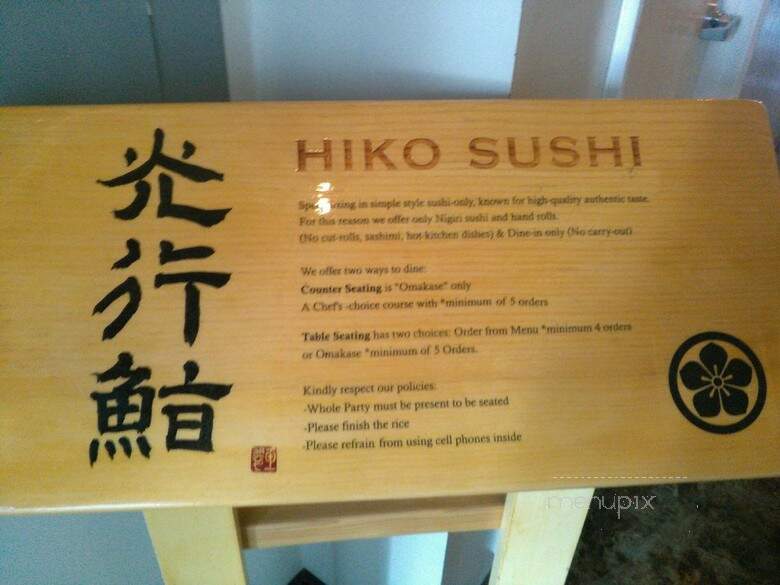 光行鮨
HIKO SUSHI
Specializing in simple style sushi-only, known for high-quality authentic taste.
For this reason we offer only Nigiri sushi and hand rolls.
(No cut-rolls, sashimi, hot-kitchen dishes) & Dine-in only (No carry-out)
We offer two ways to dine:
Counter Seating is "Omakase" only
A Chef's -choice course with *minimum of 5 orders
Table Seating has two choices: Order from Menu *minimum 4 orders
or Omakase *minimum of 5 Orders.
Kindly respect our policies:
-Whole Party must be present to be seated
-Please finish the rice
-Please refrain from using cell phones inside
menupix